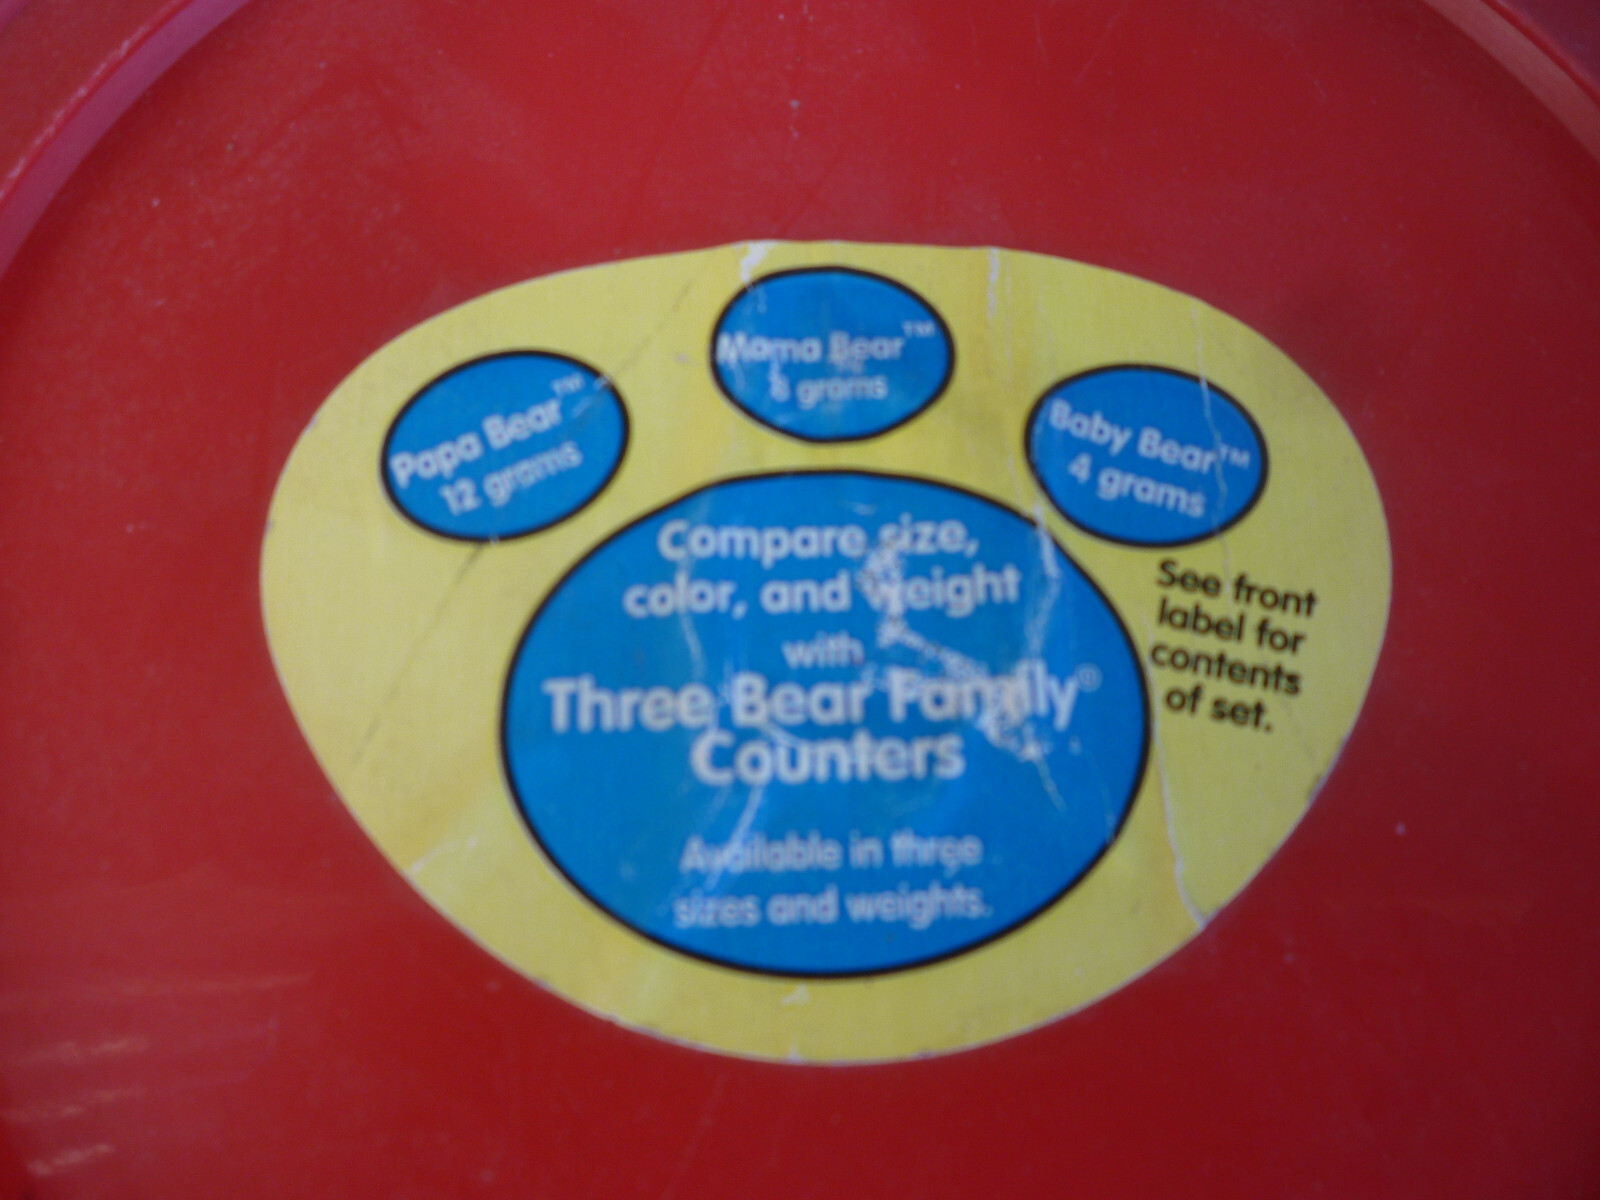 Papa Bear™
12 grams
Mama Bear™
8 grams
Baby Bear™
4 grams
Compare size,
color, and weight
with
Three Bear Family®
Counters
Available in three
sizes and weights.
See front
label for
contents
of set.